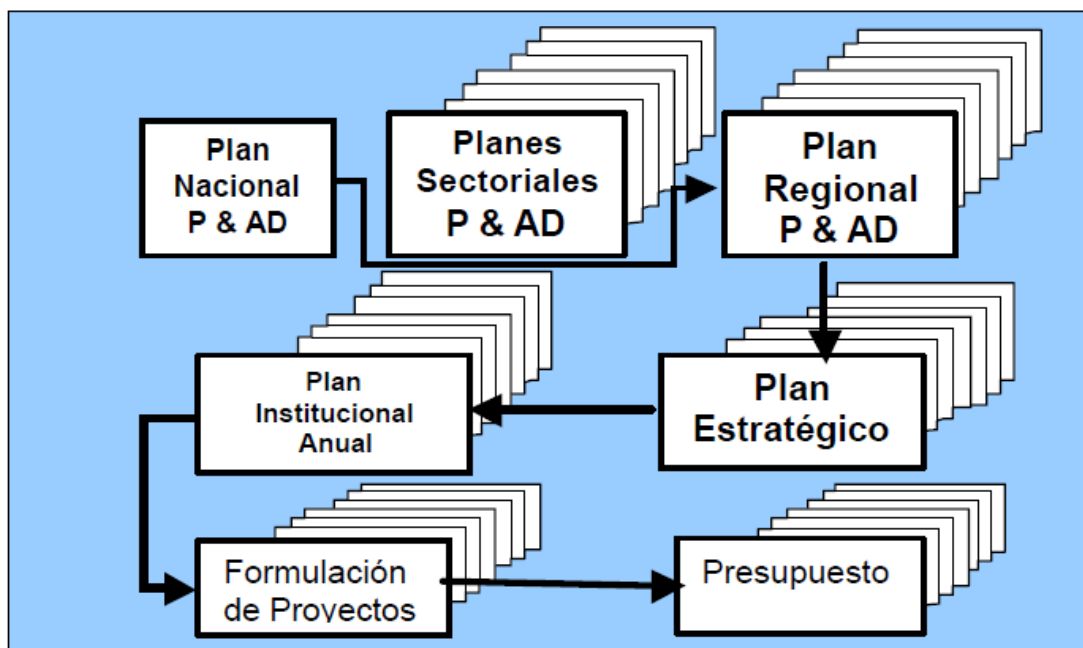 Plan
Nacional
P & AD
Planes
Sectoriales
P & AD
Plan
Regional
P & AD
Plan
Institucional
Anual
Plan
Estratégico
Formulación
de Proyectos
Presupuesto